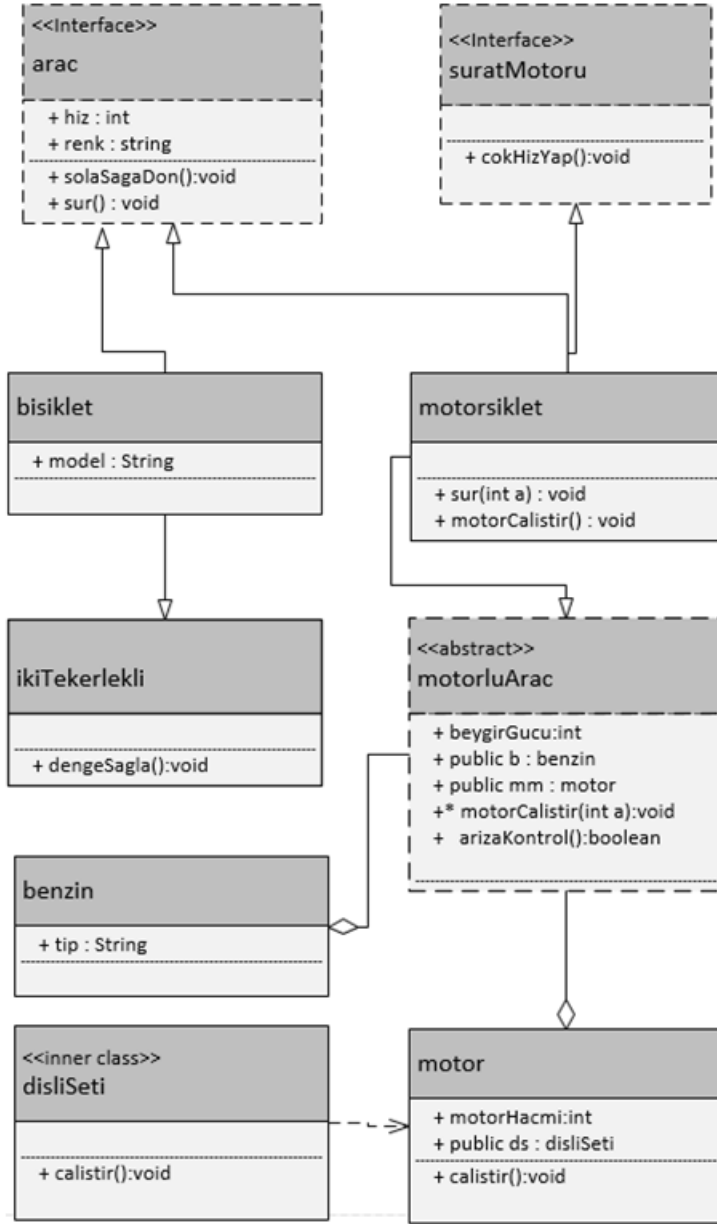 <<Interface>>
arac
+ hiz : int
+ renk : string
+ solaSagaDon():void
+ sur() : void
<<Interface>>
suratMotoru
+ cokHizYap():void
bisiklet
+ model : String
motorsiklet
+ sur(int a) : void
+ motorCalistir() : void
ikiTekerlekli
+ dengeSagla():void
<<abstract>>
motorluArac
+ beygirGucu:int
+ public b : benzin
+ public mm : motor
+* motorCalistir(int a):void
+ arizaKontrol():boolean
benzin
+ tip : String
<<inner class>>
disliSeti
+ calistir():void
motor
+ motorHacmi:int
+ public ds : disliSeti
+ calistir():void